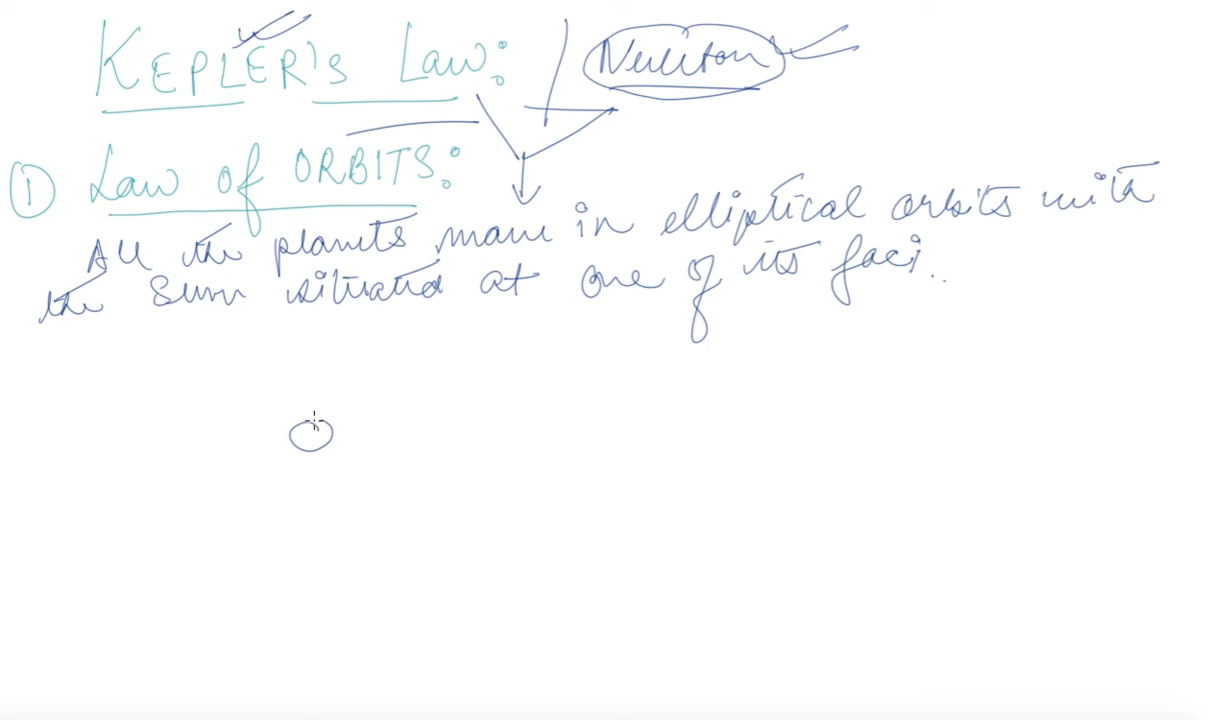 KEPLER's Law: / Newton
① Law of ORBITS:
All the planets move in elliptical orbits with
the Sun situated at one of its foci.